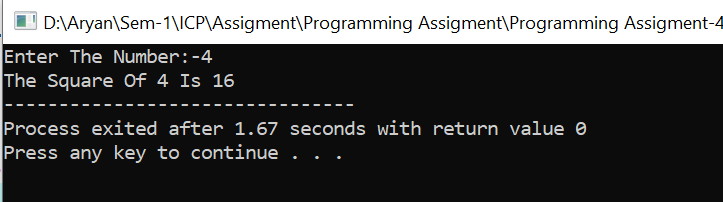 D:\Aryan\Sem-1\ICP\Assigment\Programming Assigment\Programming Assigment-4
Enter The Number:-4
The Square Of 4 Is 16
--------------------------------
Process exited after 1.67 seconds with return value 0
Press any key to continue . . .